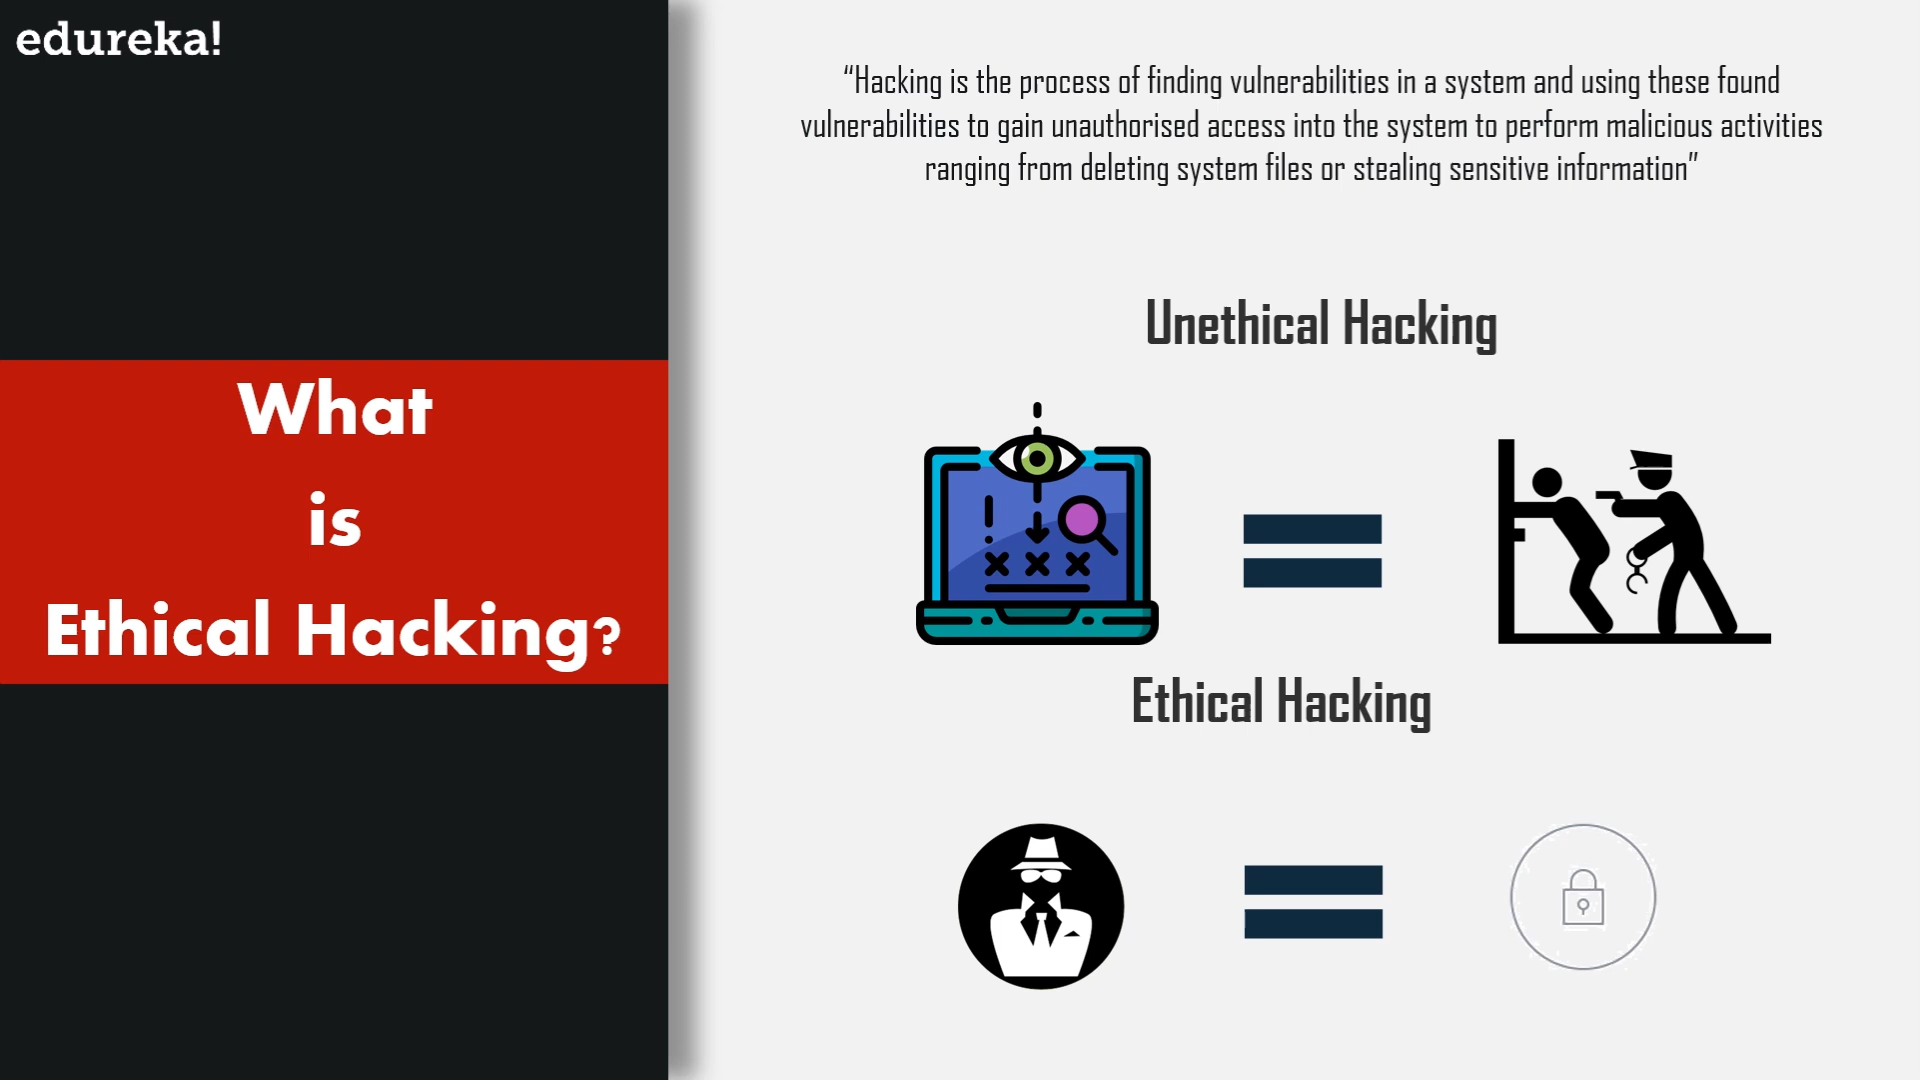 edureka!
What
is
Ethical Hacking?
“Hacking is the process of finding vulnerabilities in a system and using these found
vulnerabilities to gain unauthorised access into the system to perform malicious activities
ranging from deleting system files or stealing sensitive information”
Unethical Hacking
Ethical Hacking